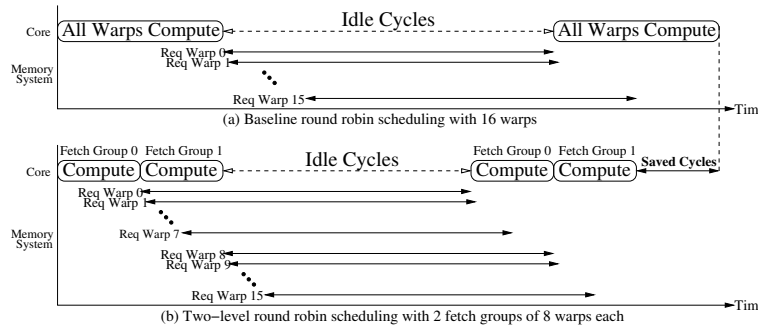 Idle Cycles
Core
All Warps Compute
All Warps Compute
Req Warp 0
Req Warp 1
Memory
System
Req Warp 15
Tim
(a) Baseline round robin scheduling with 16 warps
Fetch Group 0
Fetch Group 1
Idle Cycles
Fetch Group 0
Fetch Group 1
Saved Cycles
Core
Compute
Compute
Compute
Compute
Req Warp 0
Req Warp 1
Req Warp 7
Memory
System
Req Warp 8
Req Warp 9
Req Warp 15
Tim
(b) Two−level round robin scheduling with 2 fetch groups of 8 warps each